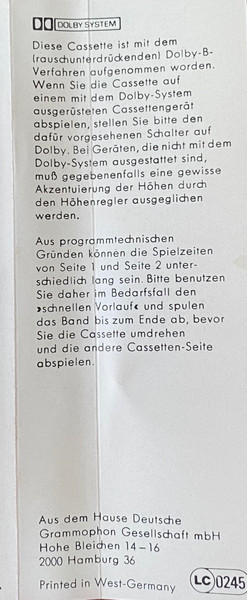 DOLBY SYSTEM
Diese Cassette ist mit dem
(rauschunterdrückenden) Dolby-B-
Verfahren aufgenommen worden.
Wenn Sie die Cassette auf
einem mit dem Dolby-System
ausgerüsteten Cassettengerät
abspielen, stellen Sie bitte den
dafür vorgesehenen Schalter auf
Dolby. Bei Geräten, die nicht mit dem
Dolby-System ausgestattet sind,
muß gegebenenfalls eine gewisse
Akzentuierung der Höhen durch
den Höhenregler ausgeglichen
werden.
Aus programmtechnischen
Gründen können die Spielzeiten
von Seite 1 und Seite 2 unter-
schiedlich lang sein. Bitte benutzen
Sie daher im Bedarfsfall den
»schnellen Vorlauf« und spulen
das Band bis zum Ende ab, bevor
Sie die Cassette umdrehen
und die andere Cassetten-Seite
abspielen.
Aus dem Hause Deutsche
Grammophon Gesellschaft mbH
Hohe Bleichen 14–16
2000 Hamburg 36
Printed in West-Germany LC 0245